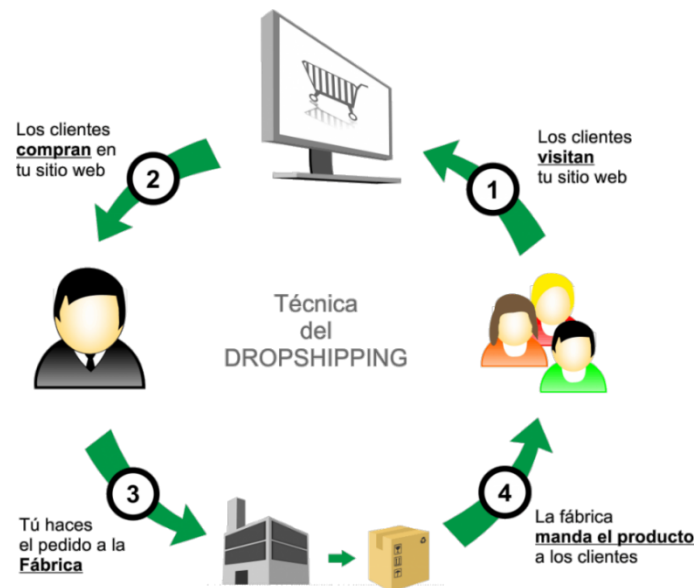 Los clientes
compran en
tu sitio web
2
1
Los clientes
visitan
tu sitio web
Técnica
del
DROPSHIPPING
3
Tú haces
el pedido a la
Fábrica
4
La fábrica
manda el producto
a los clientes